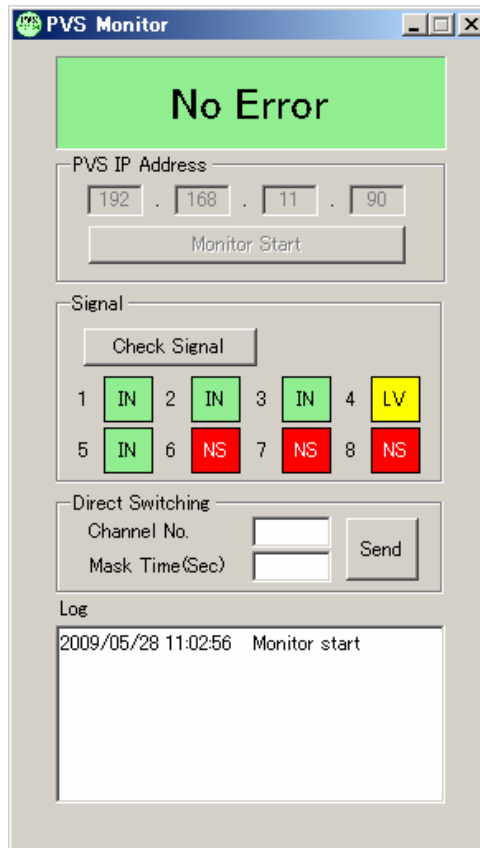 PVS Monitor
No Error
PVS IP Address
192 . 168 . 11 . 90
Monitor Start
Signal
Check Signal
1 IN 2 IN 3 IN 4 LV
5 IN 6 NS 7 NS 8 NS
Direct Switching
Channel No.
Mask Time(Sec)
Send
Log
2009/05/28 11:02:56 Monitor start